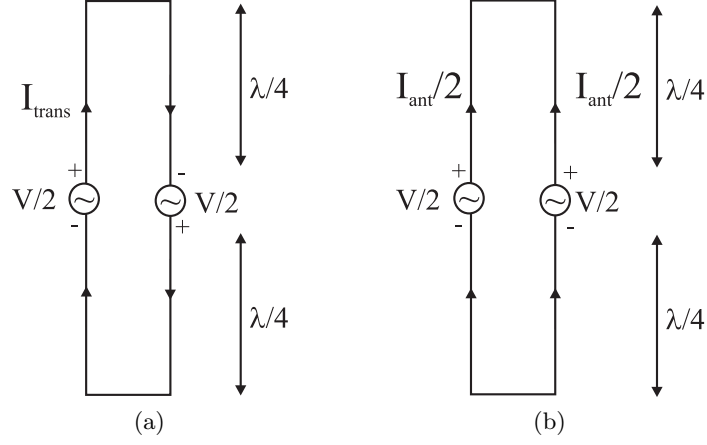 I_trans
λ/4
+
-
V/2
V/2
-
+
λ/4
(a)
I_ant/2
I_ant/2
λ/4
+
+
V/2
V/2
-
-
λ/4
(b)